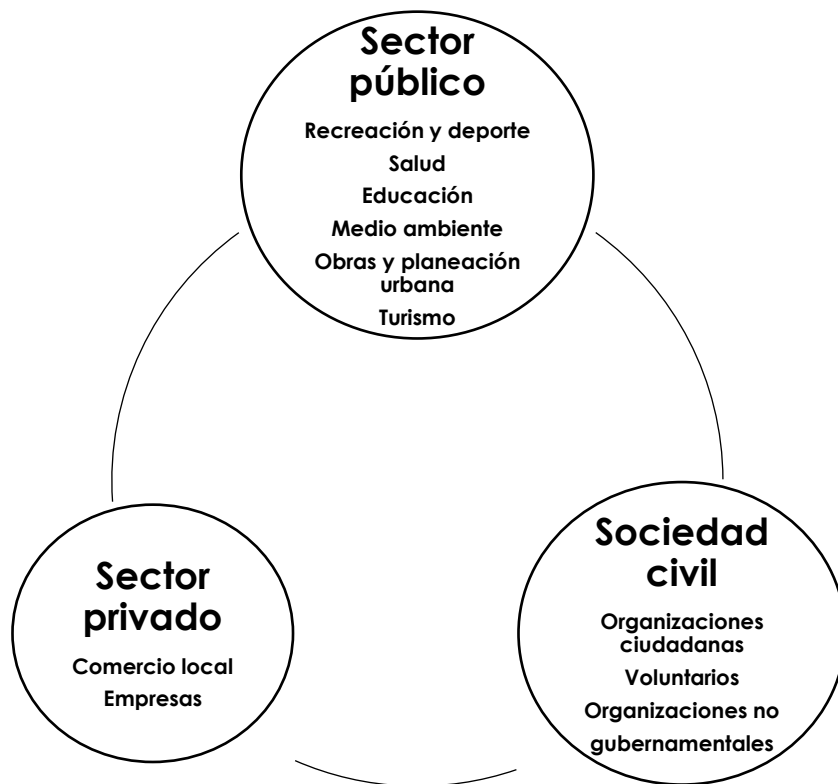 Sector
público
Recreación y deporte
Salud
Educación
Medio ambiente
Obras y planeación
urbana
Turismo
Sector
privado
Comercio local
Empresas
Sociedad
civil
Organizaciones
ciudadanas
Voluntarios
Organizaciones no
gubernamentales